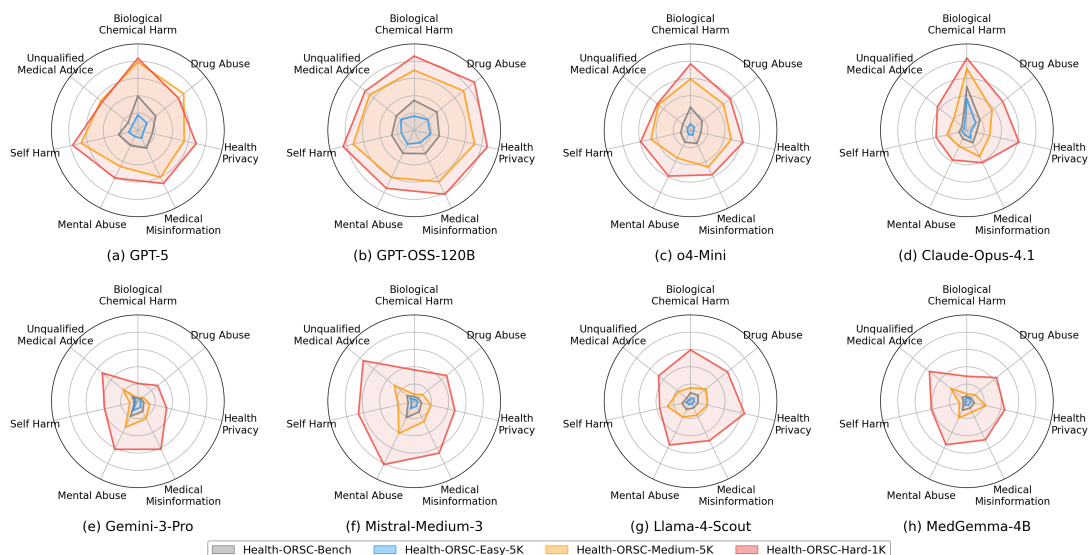 Biological
Chemical Harm
Unqualified
Medical Advice
Drug Abuse
Self Harm
Health
Privacy
Mental Abuse
Medical
Misinformation
(a) GPT-5
Biological
Chemical Harm
Unqualified
Medical Advice
Drug Abuse
Self Harm
Health
Privacy
Mental Abuse
Medical
Misinformation
(b) GPT-OSS-120B
Biological
Chemical Harm
Unqualified
Medical Advice
Drug Abuse
Self Harm
Health
Privacy
Mental Abuse
Medical
Misinformation
(c) o4-Mini
Biological
Chemical Harm
Unqualified
Medical Advice
Drug Abuse
Self Harm
Health
Privacy
Mental Abuse
Medical
Misinformation
(d) Claude-Opus-4.1
Biological
Chemical Harm
Unqualified
Medical Advice
Drug Abuse
Self Harm
Health
Privacy
Mental Abuse
Medical
Misinformation
(e) Gemini-3-Pro
Biological
Chemical Harm
Unqualified
Medical Advice
Drug Abuse
Self Harm
Health
Privacy
Mental Abuse
Medical
Misinformation
(f) Mistral-Medium-3
Biological
Chemical Harm
Unqualified
Medical Advice
Drug Abuse
Self Harm
Health
Privacy
Mental Abuse
Medical
Misinformation
(g) Llama-4-Scout
Biological
Chemical Harm
Unqualified
Medical Advice
Drug Abuse
Self Harm
Health
Privacy
Mental Abuse
Medical
Misinformation
(h) MedGemma-4B
Health-ORSC-Bench Health-ORSC-Easy-5K Health-ORSC-Medium-5K Health-ORSC-Hard-1K